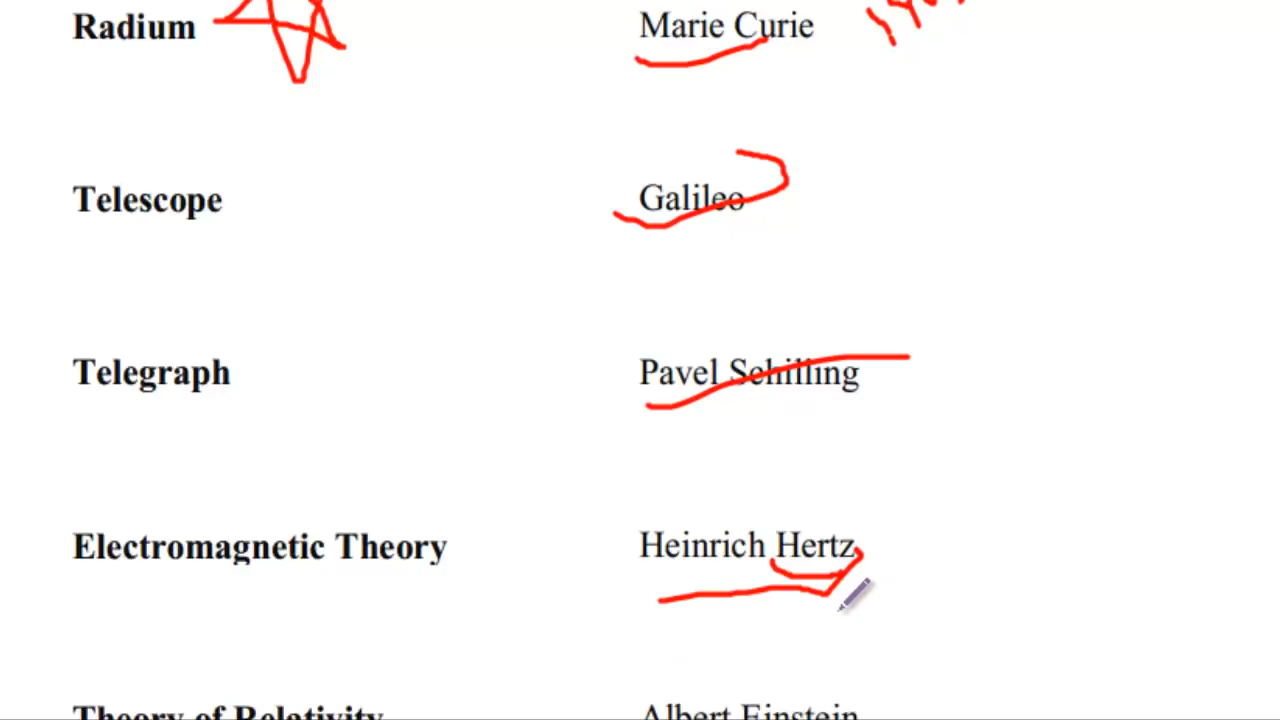 Radium Marie Curie
Telescope Galileo
Telegraph Pavel Schilling
Electromagnetic Theory Heinrich Hertz
Theory of Relativity Albert Einstein